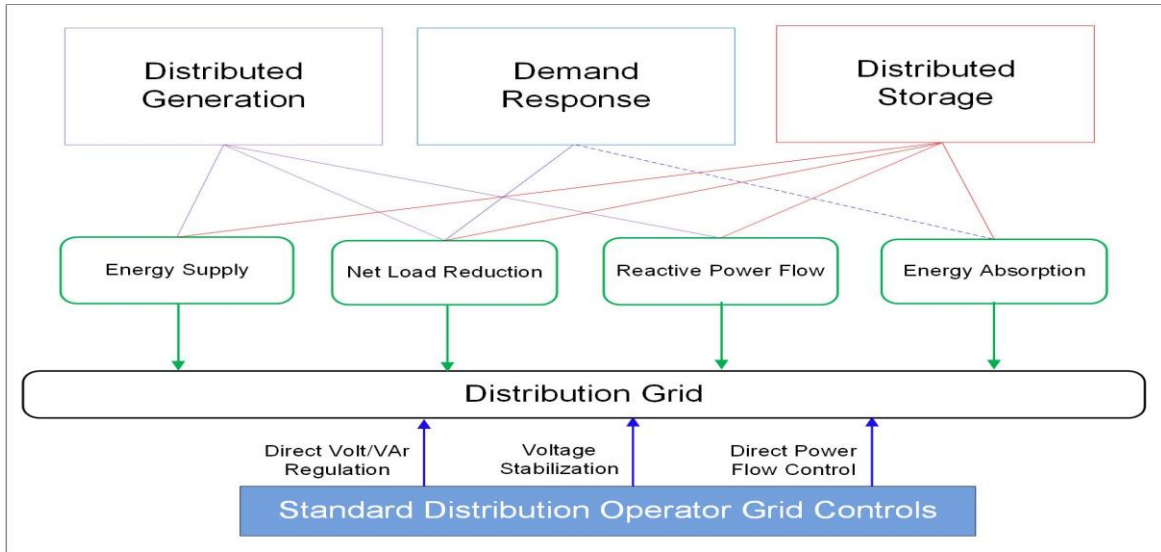 Distributed
Generation
Demand
Response
Distributed
Storage
Energy Supply
Net Load Reduction
Reactive Power Flow
Energy Absorption
Distribution Grid
Direct Volt/VAr
Regulation
Voltage
Stabilization
Direct Power
Flow Control
Standard Distribution Operator Grid Controls